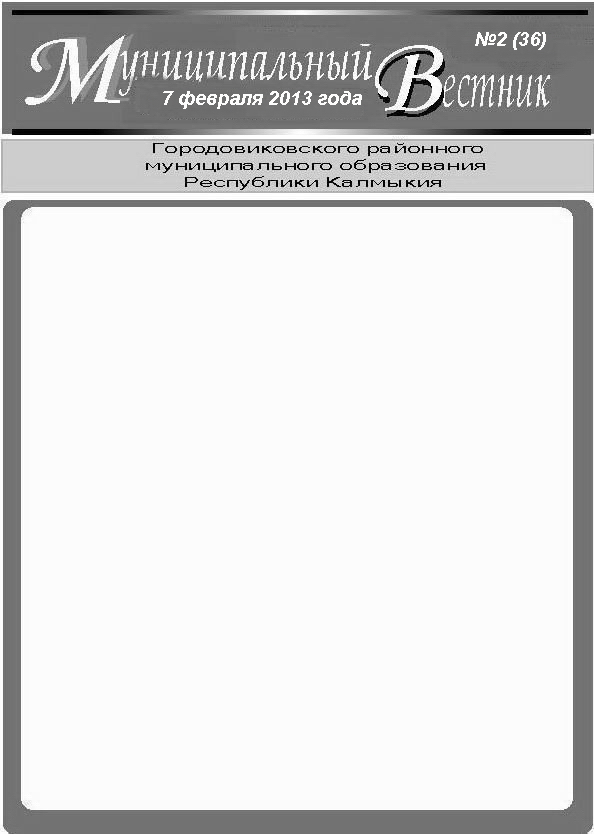 №2 (36)
Муниципальный Вестник
7 февраля 2013 года
Городовиковского районного
муниципального образования
Республики Калмыкия